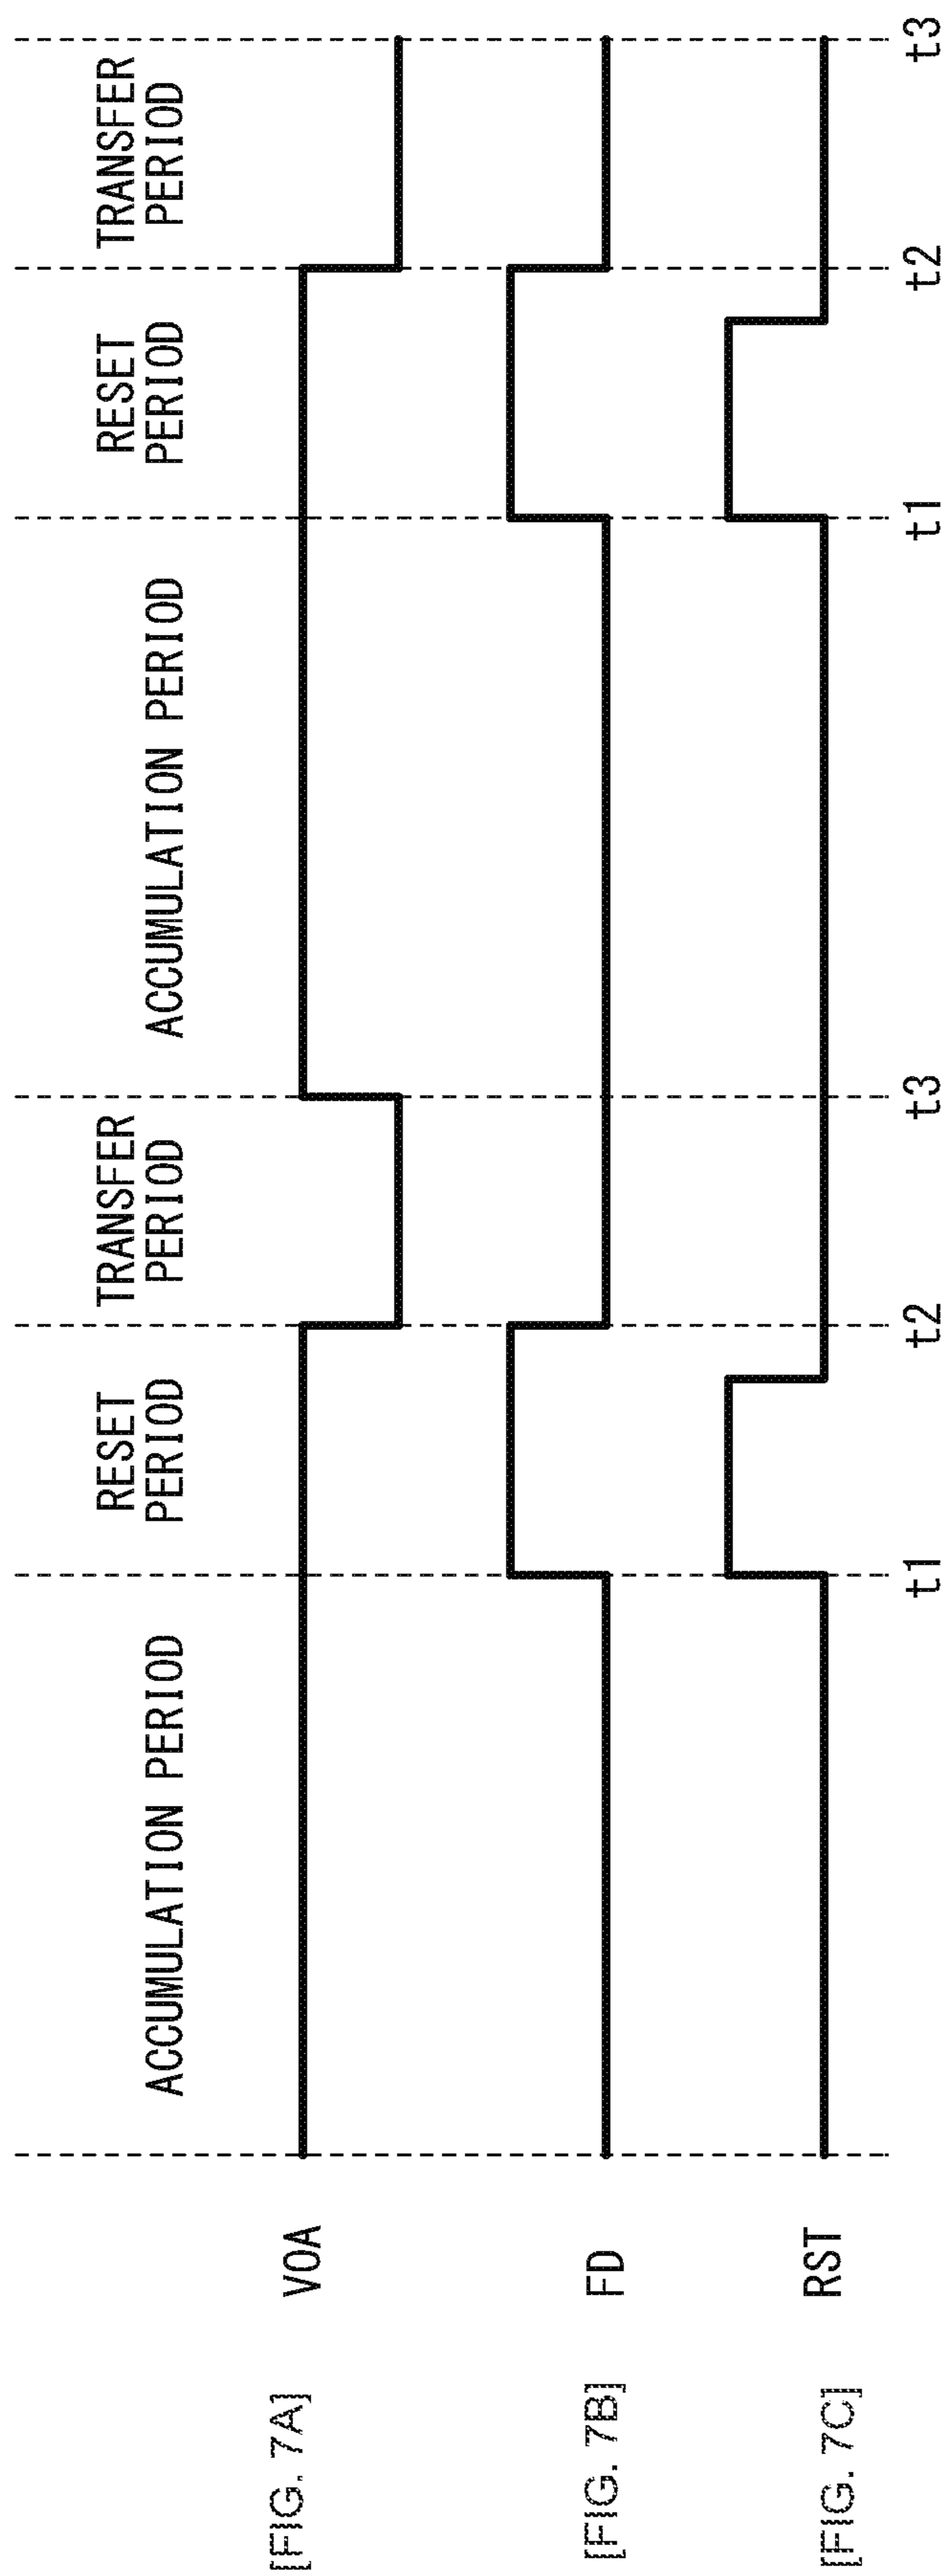 ACCUMULATION PERIOD
RESET
PERIOD
TRANSFER
PERIOD
ACCUMULATION PERIOD
RESET
PERIOD
TRANSFER
PERIOD
[FIG. 7A] VOA
[FIG. 7B] FD
[FIG. 7C] RST
t1 t2 t3 t1 t2 t3